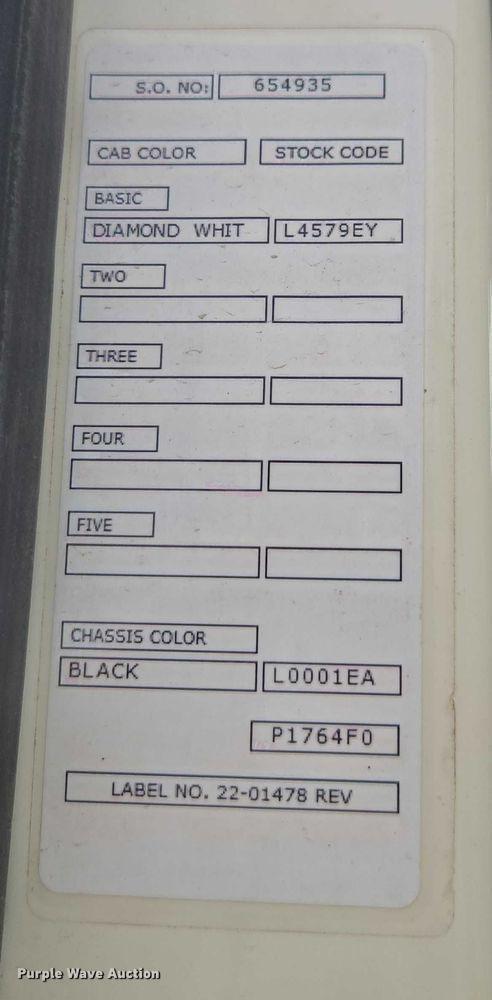 S.O. NO: 654935
CAB COLOR STOCK CODE
BASIC
DIAMOND WHIT L4579EY
TWO
THREE
FOUR
FIVE
CHASSIS COLOR
BLACK L0001EA
P1764F0
LABEL NO. 22-01478 REV
Purple Wave Auction